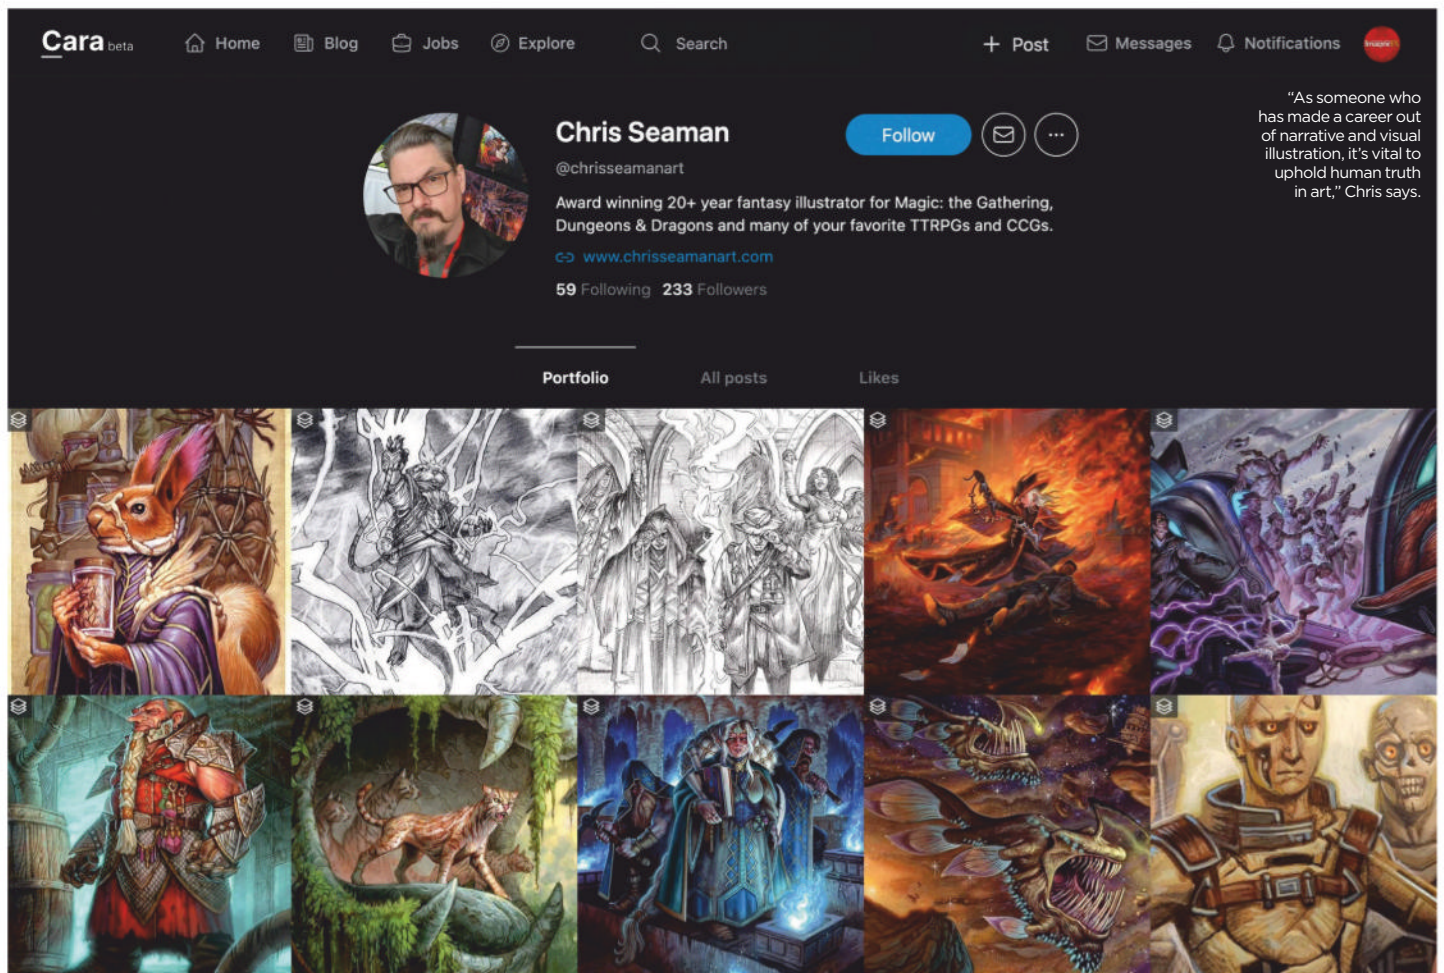 Cara beta
Home
Blog
Jobs
Explore
Search
+ Post
Messages
Notifications
ImagineFX
“As someone who
has made a career out
of narrative and visual
illustration, it’s vital to
uphold human truth
in art,” Chris says.
Chris Seaman
Follow
@chrisseamanart
Award winning 20+ year fantasy illustrator for Magic: the Gathering,
Dungeons & Dragons and many of your favorite TTRPGs and CCGs.
www.chrisseamanart.com
59 Following 233 Followers
Portfolio
All posts
Likes